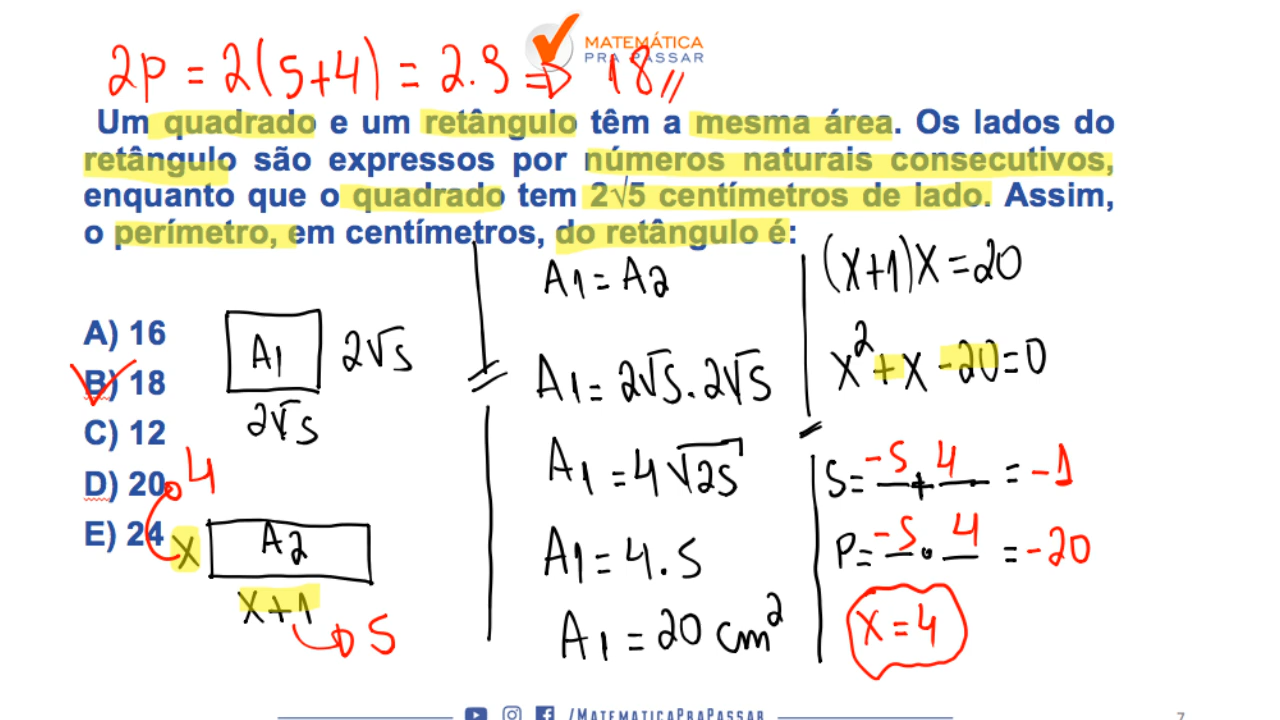 MATEMÁTICA
PRA PASSAR
2P = 2(5+4) = 2.9 => 18//
Um quadrado e um retângulo têm a mesma área. Os lados do
retângulo são expressos por números naturais consecutivos,
enquanto que o quadrado tem 2√5 centímetros de lado. Assim,
o perímetro, em centímetros, do retângulo é:
A) 16
B) 18
C) 12
D) 20
E) 24
A1
2√5
2√5
4
X
A2
X+1
5
A1 = A2
A1 = 2√5 . 2√5
A1 = 4√25
A1 = 4.5
A1 = 20 cm²
(X+1)X = 20
X² + X - 20 = 0
S = -5 + 4 = -1
P = -5 . 4 = -20
X = 4
/MATEMATICAPRAPASSAR
7